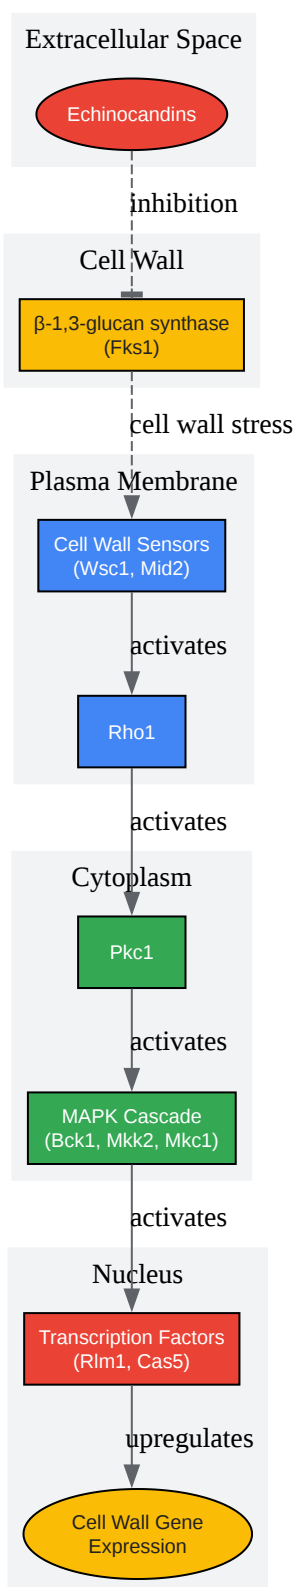 Extracellular Space
Echinocandins
inhibition
Cell Wall
β-1,3-glucan synthase
(Fks1)
cell wall stress
Plasma Membrane
Cell Wall Sensors
(Wsc1, Mid2)
activates
Rho1
activates
Cytoplasm
Pkc1
activates
MAPK Cascade
(Bck1, Mkk2, Mkc1)
activates
Nucleus
Transcription Factors
(Rlm1, Cas5)
upregulates
Cell Wall Gene
Expression